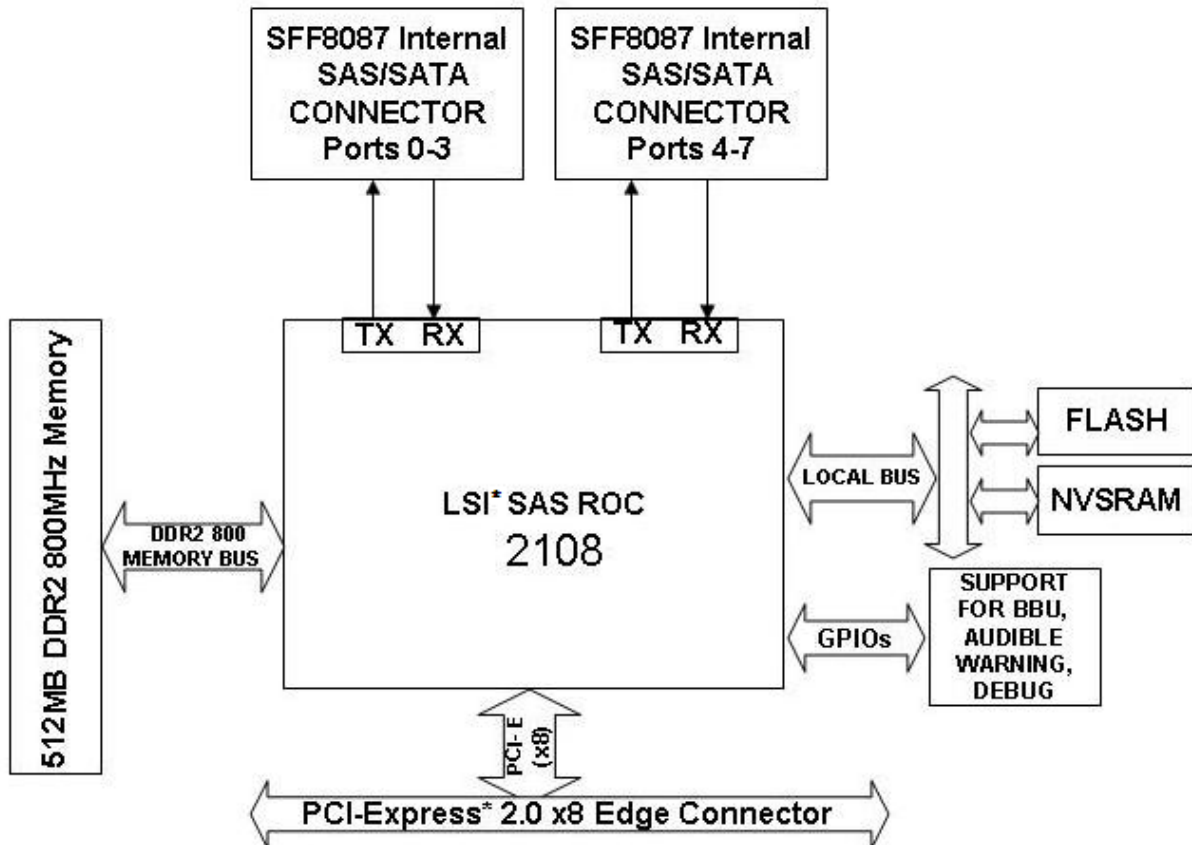 SFF8087 Internal
SAS/SATA
CONNECTOR
Ports 0-3
SFF8087 Internal
SAS/SATA
CONNECTOR
Ports 4-7
TX RX
TX RX
512MB DDR2 800MHz Memory
DDR2 800
MEMORY BUS
LSI* SAS ROC
2108
LOCAL BUS
FLASH
NVSRAM
GPIOs
SUPPORT
FOR BBU,
AUDIBLE
WARNING,
DEBUG
PCI- E
(x8)
PCI-Express* 2.0 x8 Edge Connector